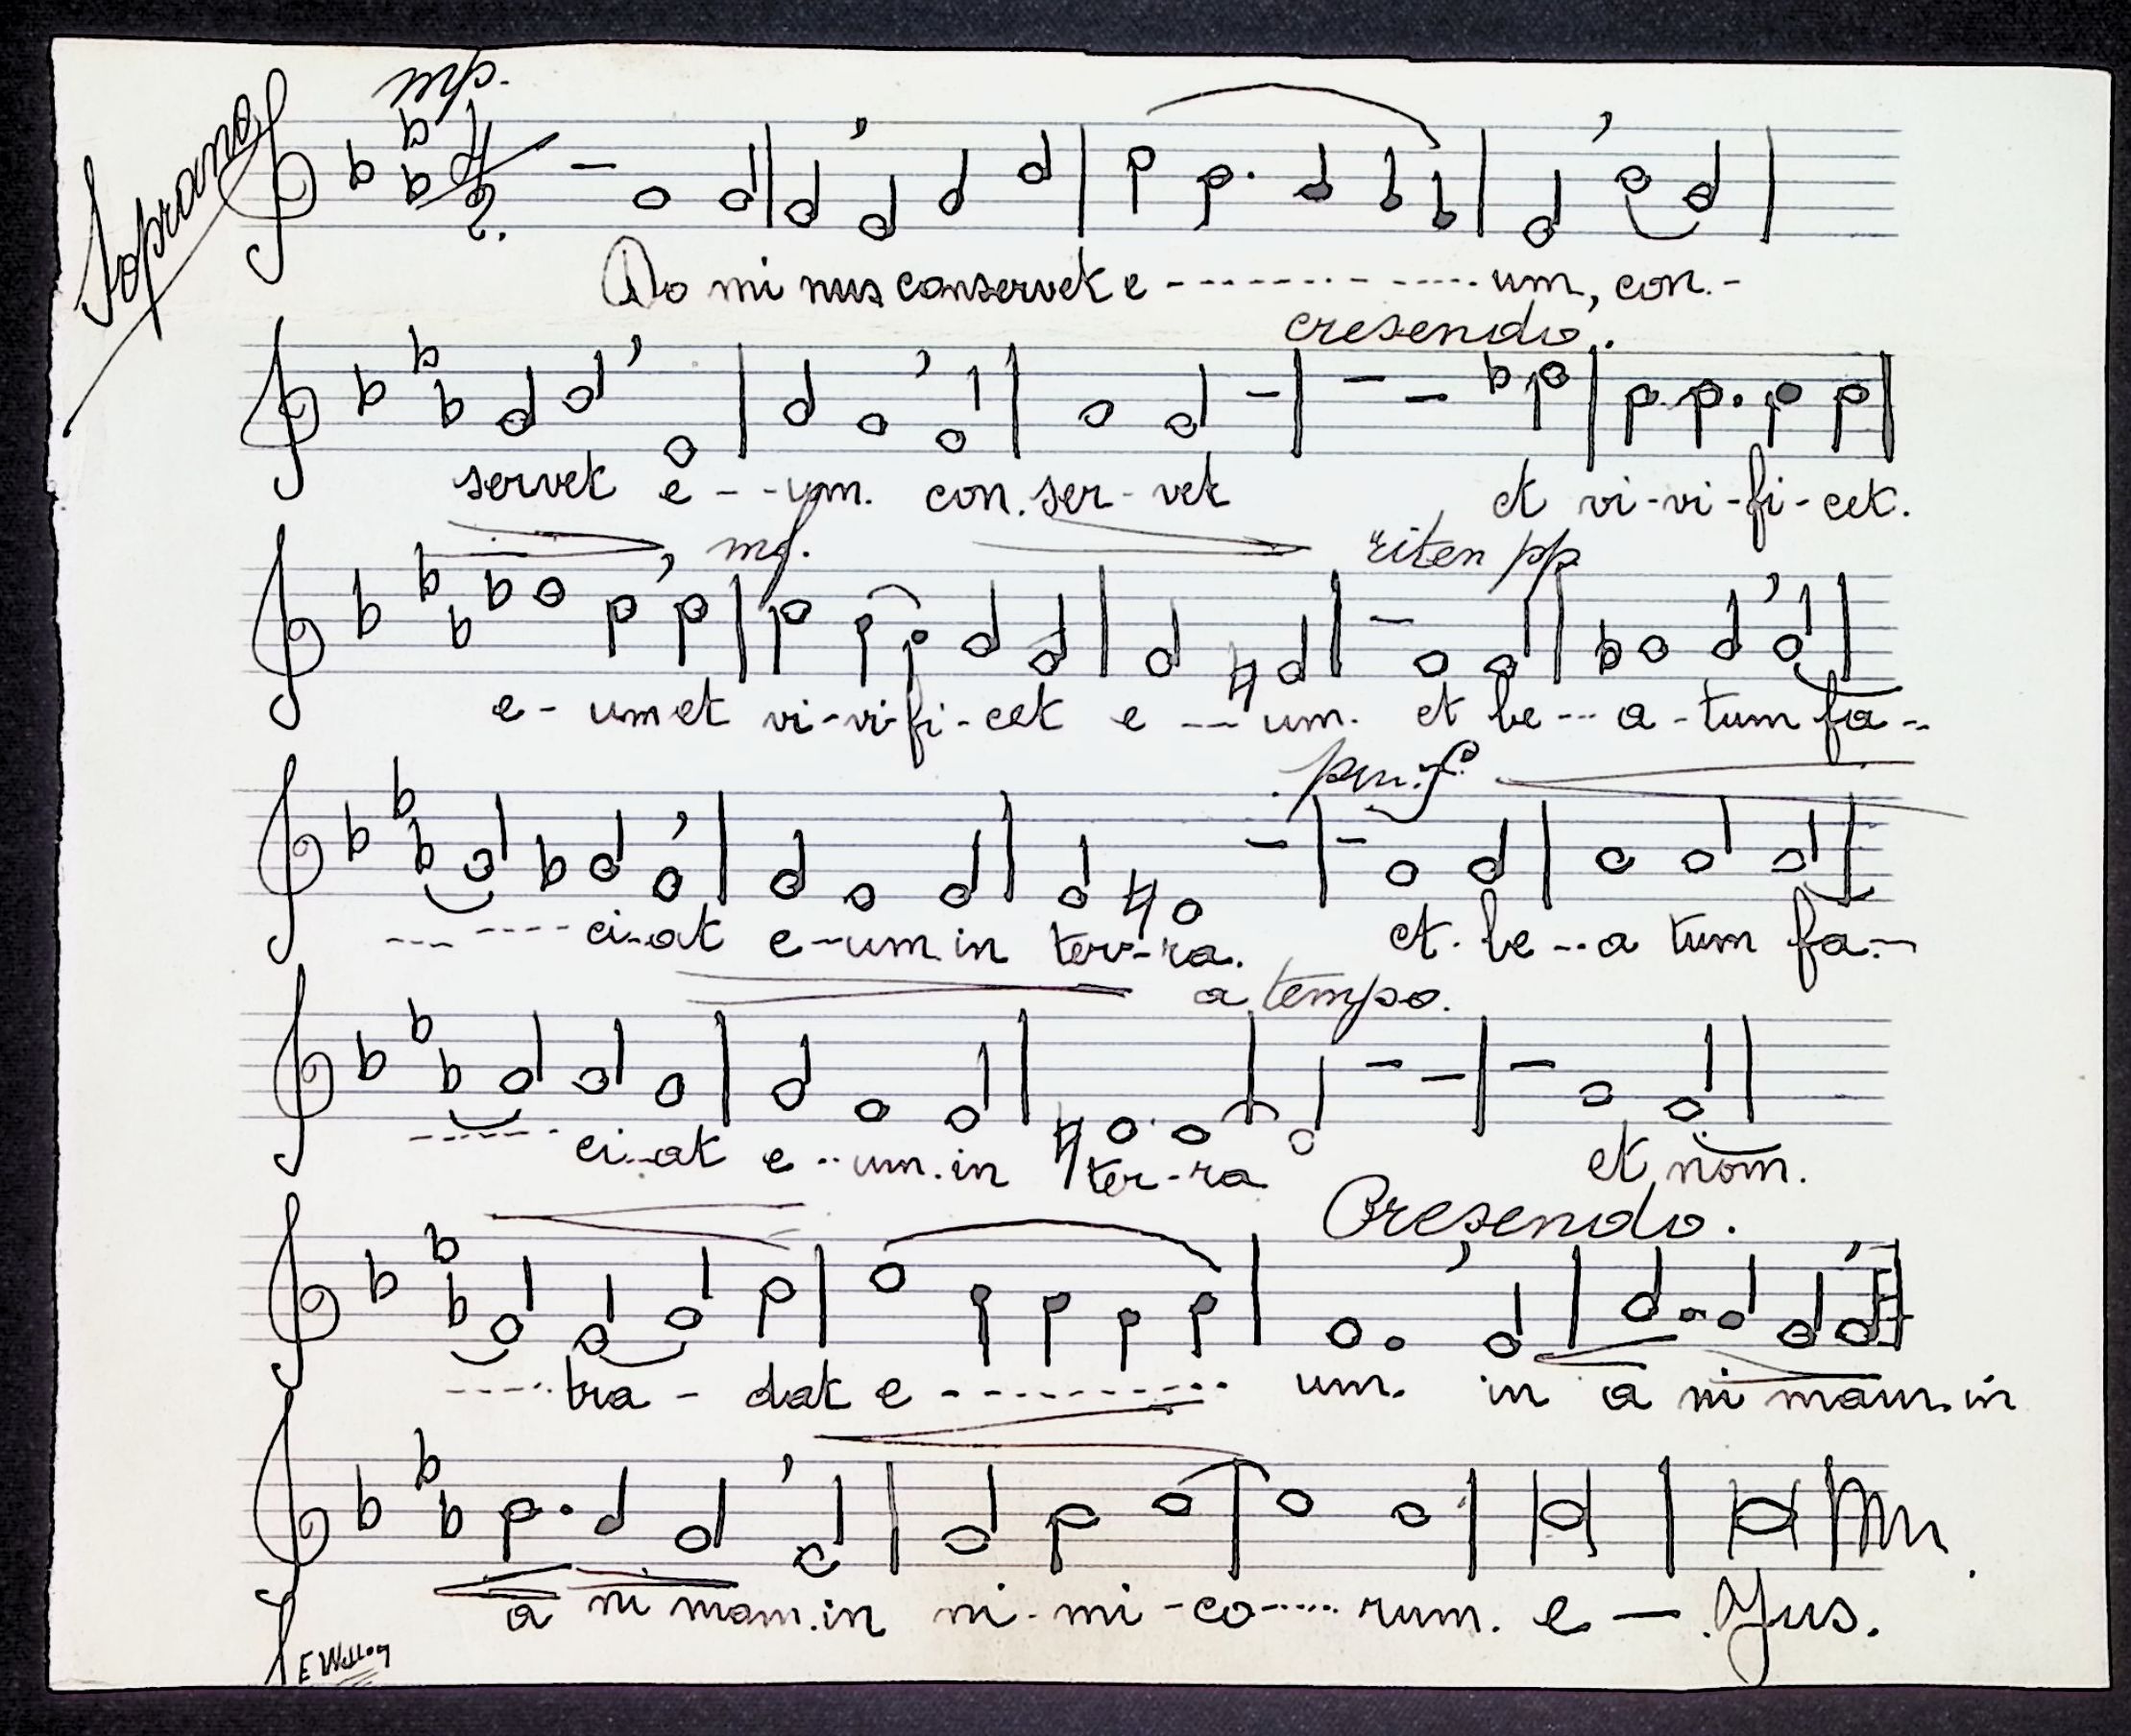 Soprano
mp.
Do mi nus conservet e - - - - - - - - - - - - um, con. -
cresendo.
servet e - - um. con. ser - vet et vi - vi - fi - cet.
mf. riten pp
e - um et vi - vi fi - cet e - - um. et be - - - a - tum fa - -
- - - - - - - ci..at e - um in ter - ra. et. be - - a tum fa. -
a tempo.
- - - - - - ci...at e .. um. in ter - ra et nom.
Cresendo.
- - - - .. tra - dat e - - - - - - - - - um. in a ni mam. in
a ni mam. in ni - mi - co - .... rum. e - . Yus.